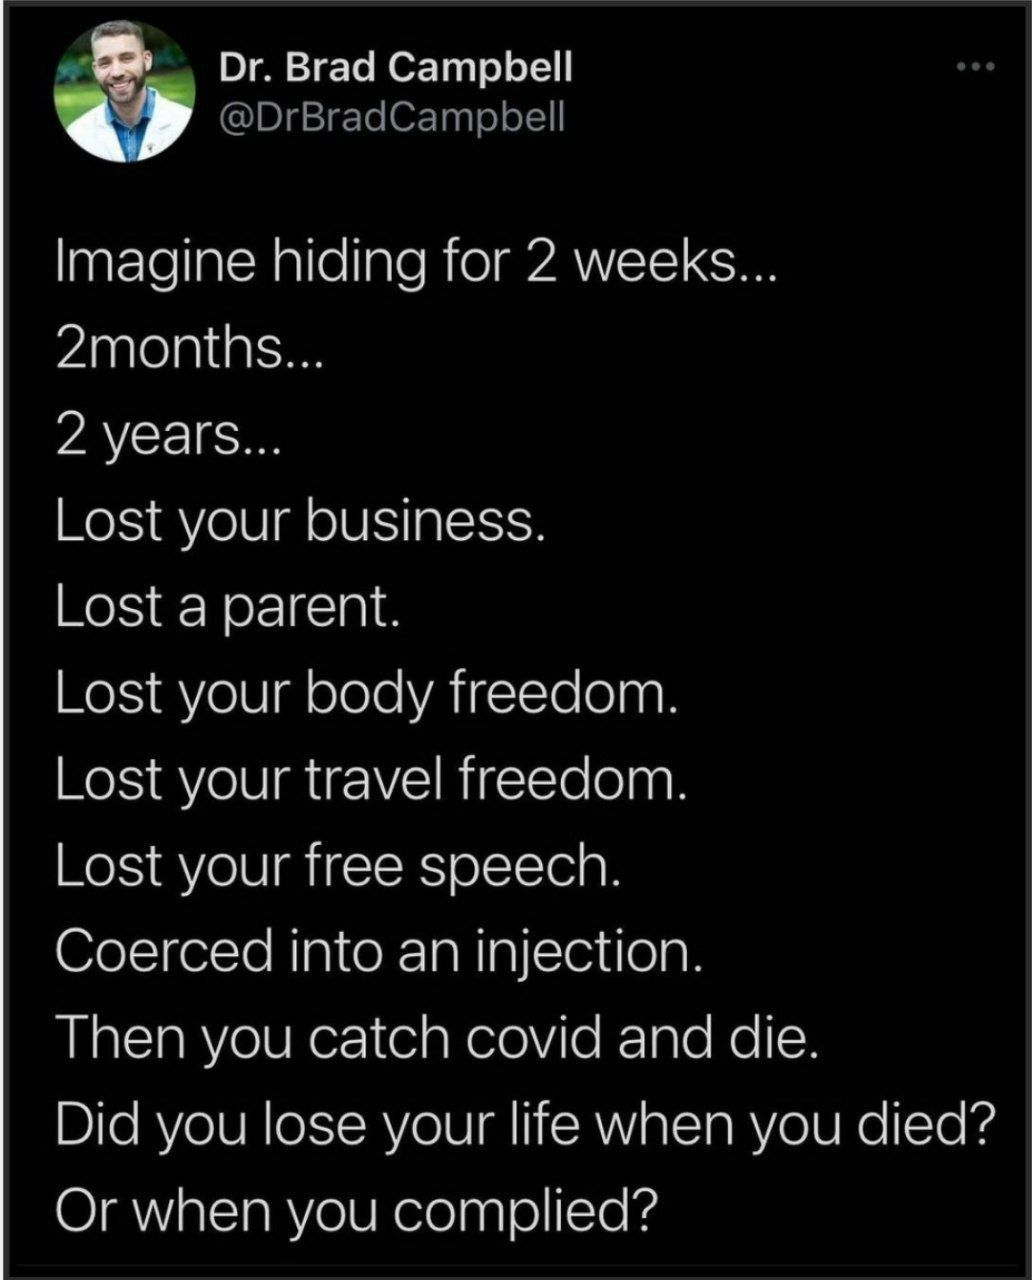 Dr. Brad Campbell
@DrBradCampbell
Imagine hiding for 2 weeks...
2months...
2 years...
Lost your business.
Lost a parent.
Lost your body freedom.
Lost your travel freedom.
Lost your free speech.
Coerced into an injection.
Then you catch covid and die.
Did you lose your life when you died?
Or when you complied?